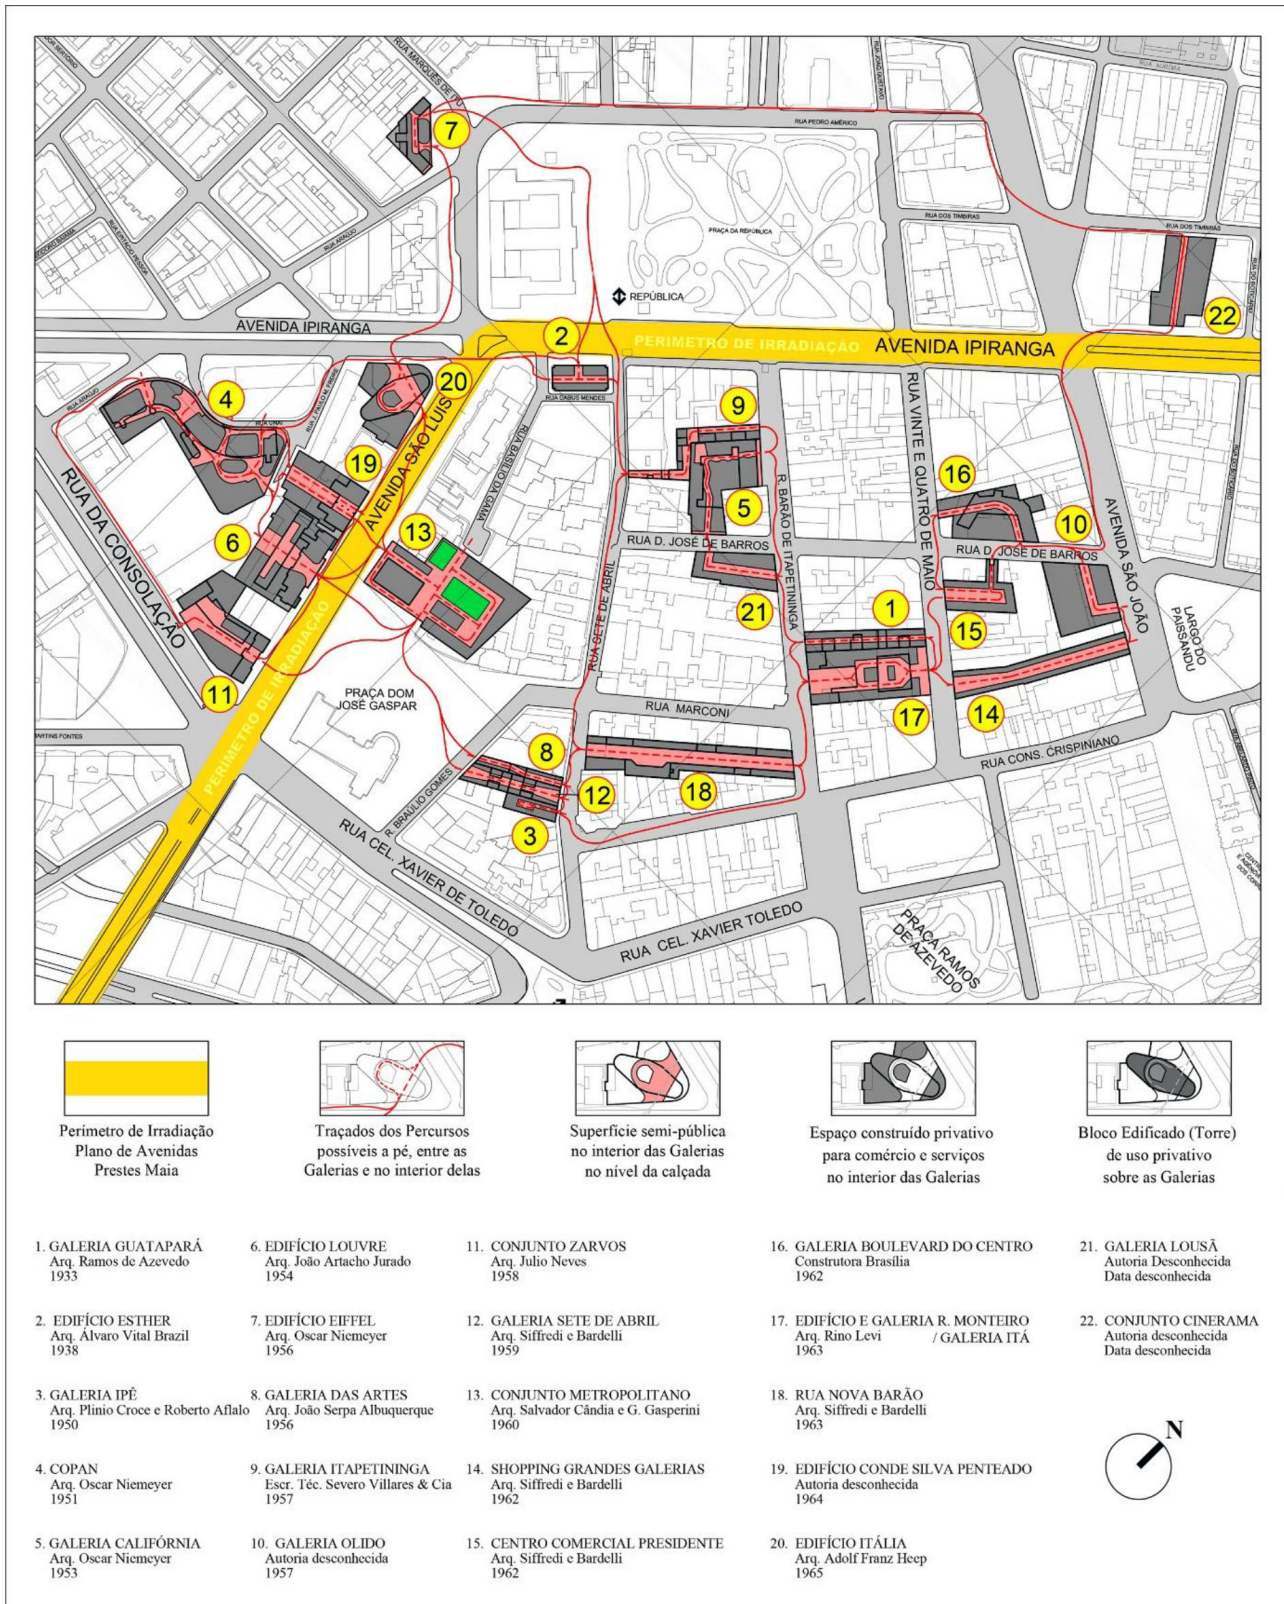 RUA MARQUES DE ITU
RUA JOÃO GUSTAVO
RUA AURORA
7
RUA PEDRO AMÉRICO
RUA ARAUJO
RUA EPITÁCIO PESSOA
PRAÇA DA REPÚBLICA
RUA DOS TIMBIRAS
RUA DOS TIMBIRAS
REPÚBLICA
22
AVENIDA IPIRANGA
2
PERÍMETRO DE IRRADIAÇÃO
AVENIDA IPIRANGA
20
RUA ARAUJO
4
RUA UNAÍ
RUA GABUS MENDES
AVENIDA SÃO LUIS
RUA BASILIO DA GAMA
9
19
RUA VINTE E QUATRO DE MAIO
16
RUA DA CONSOLAÇÃO
6
13
5
R. BARÃO DE ITAPETININGA
10
RUA D. JOSÉ DE BARROS
RUA D. JOSÉ DE BARROS
AVENIDA SÃO JOÃO
RUA SETE DE ABRIL
21
1
15
LARGO DO
PAISSANDU
11
PERÍMETRO DE IRRADIAÇÃO
PRAÇA DOM
JOSÉ GASPAR
RUA MARCONI
17
14
RUA CONS. CRISPINIANO
8
12
18
R. BRAÚLIO GOMES
3
RUA CEL. XAVIER DE TOLEDO
RUA CEL. XAVIER TOLEDO
PRAÇA RAMOS
DE AZEVEDO
Perímetro de Irradiação
Plano de Avenidas
Prestes Maia
Traçados dos Percursos
possíveis a pé, entre as
Galerias e no interior delas
Superfície semi-pública
no interior das Galerias
no nível da calçada
Espaço construído privativo
para comércio e serviços
no interior das Galerias
Bloco Edificado (Torre)
de uso privativo
sobre as Galerias
1. GALERIA GUATAPARÁ
Arq. Ramos de Azevedo
1933
2. EDIFÍCIO ESTHER
Arq. Álvaro Vital Brazil
1938
3. GALERIA IPÊ
Arq. Plinio Croce e Roberto Aflalo
1950
4. COPAN
Arq. Oscar Niemeyer
1951
5. GALERIA CALIFÓRNIA
Arq. Oscar Niemeyer
1953
6. EDIFÍCIO LOUVRE
Arq. João Artacho Jurado
1954
7. EDIFÍCIO EIFFEL
Arq. Oscar Niemeyer
1956
8. GALERIA DAS ARTES
Arq. João Serpa Albuquerque
1956
9. GALERIA ITAPETININGA
Escr. Téc. Severo Villares & Cia
1957
10. GALERIA OLIDO
Autoria desconhecida
1957
11. CONJUNTO ZARVOS
Arq. Julio Neves
1958
12. GALERIA SETE DE ABRIL
Arq. Siffredi e Bardelli
1959
13. CONJUNTO METROPOLITANO
Arq. Salvador Cândia e G. Gasperini
1960
14. SHOPPING GRANDES GALERIAS
Arq. Siffredi e Bardelli
1962
15. CENTRO COMERCIAL PRESIDENTE
Arq. Siffredi e Bardelli
1962
16. GALERIA BOULEVARD DO CENTRO
Construtora Brasília
1962
17. EDIFÍCIO E GALERIA R. MONTEIRO
Arq. Rino Levi / GALERIA ITÁ
1963
18. RUA NOVA BARÃO
Arq. Siffredi e Bardelli
1963
19. EDIFÍCIO CONDE SILVA PENTEADO
Autoria desconhecida
1964
20. EDIFÍCIO ITÁLIA
Arq. Adolf Franz Heep
1965
21. GALERIA LOUSÃ
Autoria Desconhecida
Data desconhecida
22. CONJUNTO CINERAMA
Autoria desconhecida
Data desconhecida
N